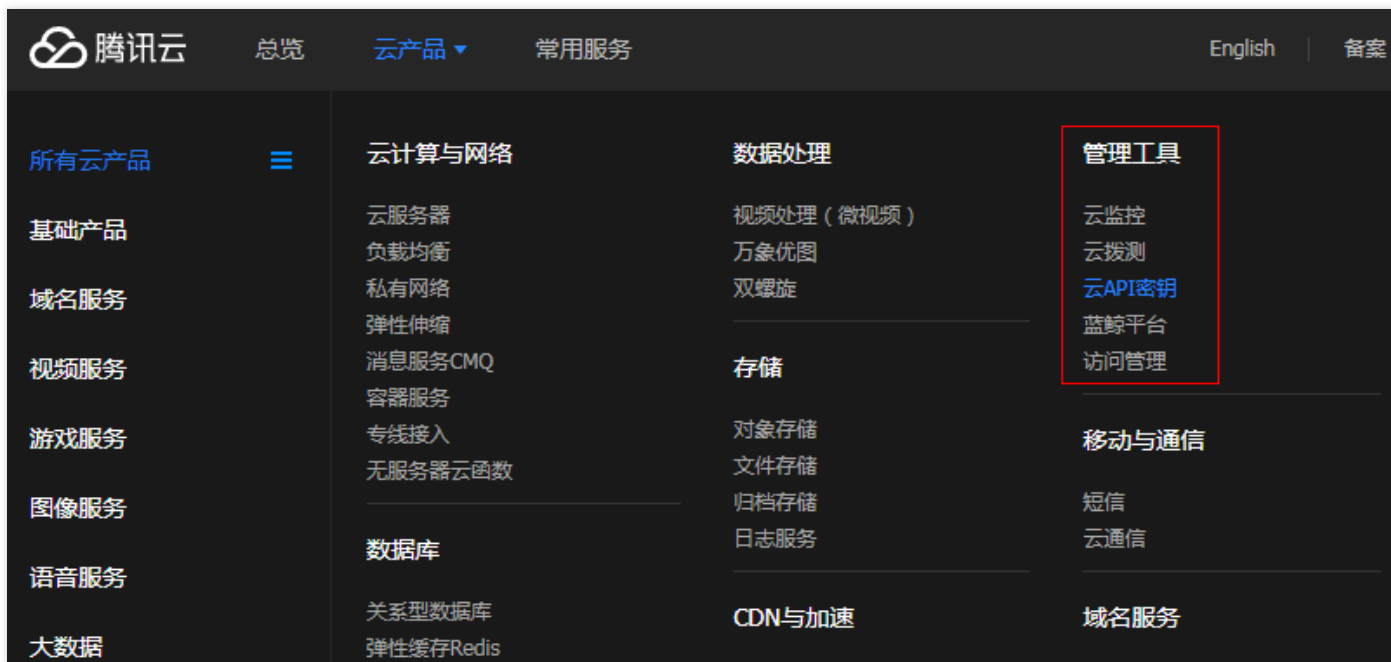 腾讯云 总览 云产品 常用服务 English 备案
所有云产品
基础产品
域名服务
视频服务
游戏服务
图像服务
语音服务
大数据
云计算与网络
云服务器
负载均衡
私有网络
弹性伸缩
消息服务CMQ
容器服务
专线接入
无服务器云函数
数据库
关系型数据库
弹性缓存Redis
数据处理
视频处理（微视频）
万象优图
双螺旋
存储
对象存储
文件存储
归档存储
日志服务
CDN与加速
管理工具
云监控
云拨测
云API密钥
蓝鲸平台
访问管理
移动与通信
短信
云通信
域名服务